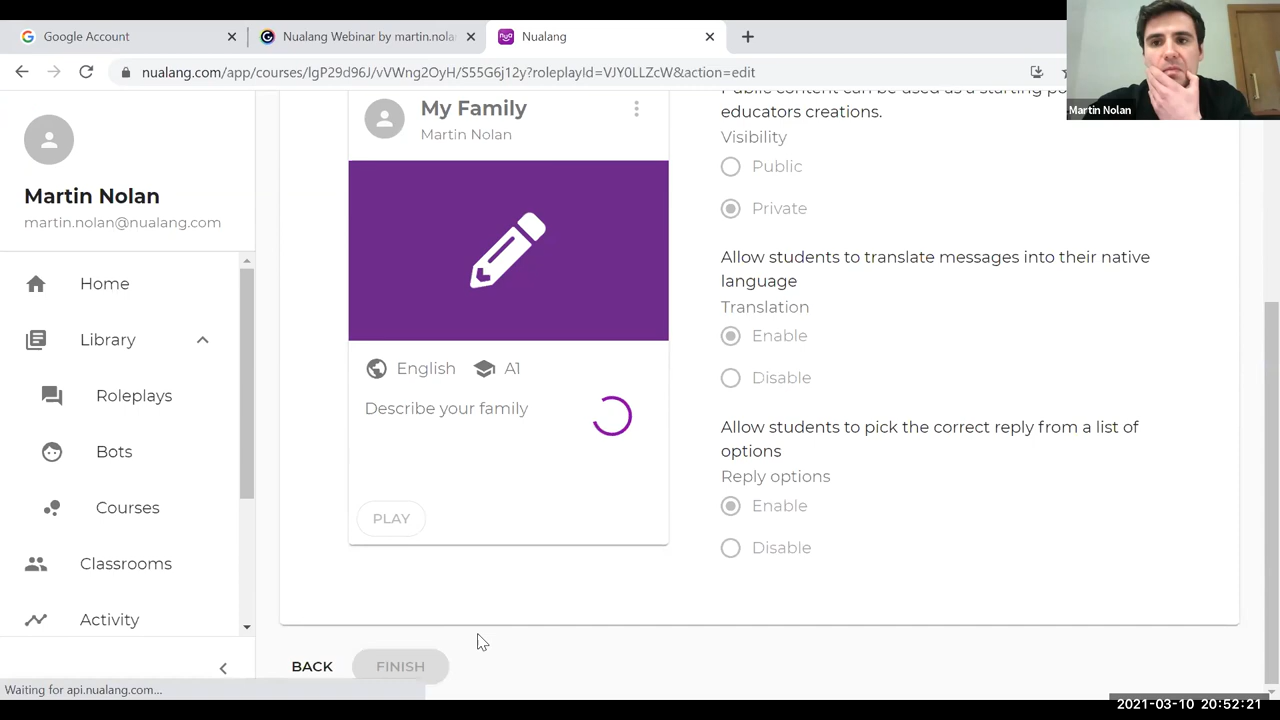 Google Account
Nualang Webinar by martin.nola
Nualang
nualang.com/app/courses/lgP29d96J/vVWng2OyH/S55G6j12y?roleplayId=VJY0LLZcW&action=edit
Martin Nolan
Martin Nolan
martin.nolan@nualang.com
Home
Library
Roleplays
Bots
Courses
Classrooms
Activity
My Family
Martin Nolan
English
A1
Describe your family
PLAY
educators creations.
Visibility
Public
Private
Allow students to translate messages into their native
language
Translation
Enable
Disable
Allow students to pick the correct reply from a list of
options
Reply options
Enable
Disable
BACK
FINISH
Waiting for api.nualang.com...
2021-03-10 20:52:21